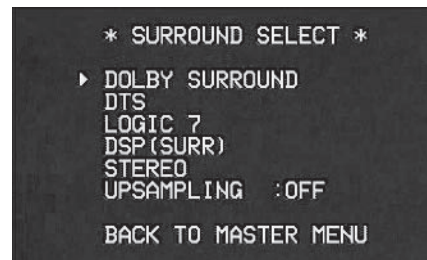 * SURROUND SELECT *
DOLBY SURROUND
DTS
LOGIC 7
DSP(SURR)
STEREO
UPSAMPLING :OFF
BACK TO MASTER MENU